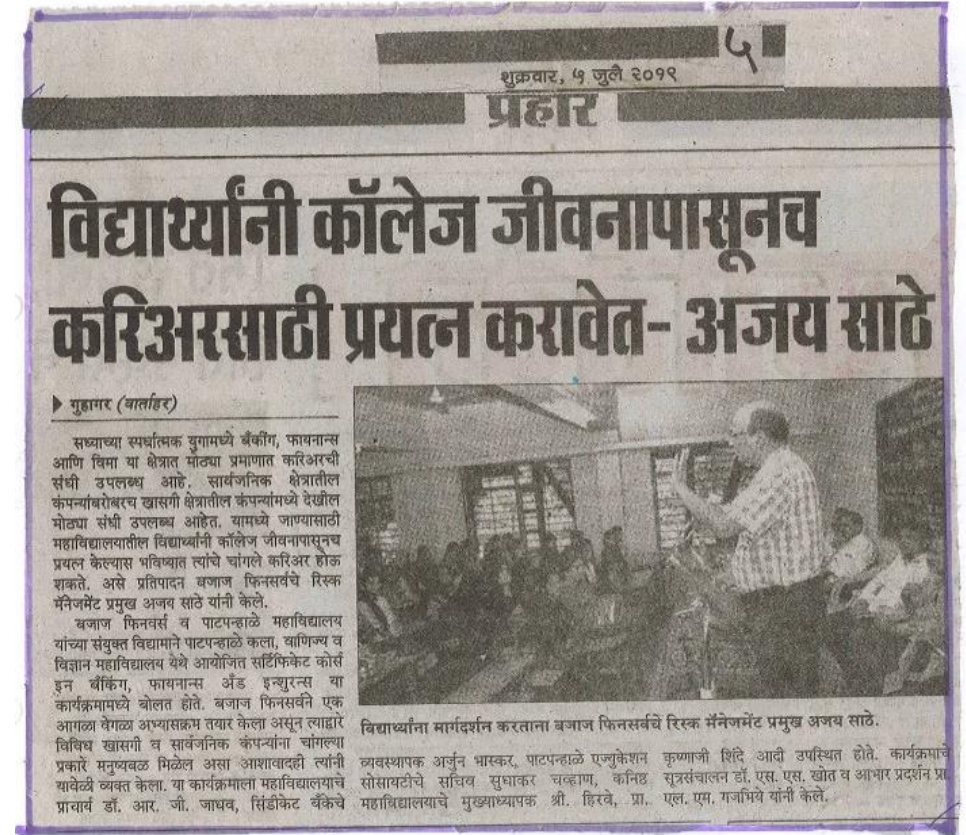 ५
शुक्रवार, ५ जुलै २०१९
प्रहार
विद्यार्थ्यांनी कॉलेज जीवनापासूनच
करिअरसाठी प्रयत्न करावेत- अजय साठे
गुहागर (वार्ताहर)
सध्याच्या स्पर्धात्मक युगामध्ये बँकींग, फायनान्स
आणि विमा या क्षेत्रात मोठ्या प्रमाणात करिअरची
संधी उपलब्ध आहे. सार्वजनिक क्षेत्रातील
कंपन्यांबरोबरच खासगी क्षेत्रातील कंपन्यांमध्ये देखील
मोठ्या संधी उपलब्ध आहेत. यामध्ये जाण्यासाठी
महाविद्यालयातील विद्यार्थ्यांनी कॉलेज जीवनापासूनच
प्रयत्न केल्यास भविष्यात त्यांचे चांगले करिअर होऊ
शकते. असे प्रतिपादन बजाज फिनसर्वचे रिस्क
मॅनेजमेंट प्रमुख अजय साठे यांनी केले.
बजाज फिनवर्स व पाटपन्हाळे महाविद्यालय
यांच्या संयुक्त विद्यामाने पाटपन्हाळे कला, वाणिज्य व
विज्ञान महाविद्यालय येथे आयोजित सर्टिफिकेट कोर्स
इन बँकिंग, फायनान्स अँड इन्शुरन्स या
कार्यक्रमामध्ये बोलत होते. बजाज फिनसर्वने एक
आगळा वेगळा अभ्यासक्रम तयार केला असून त्याद्वारे
विविध खासगी व सार्वजनिक कंपन्यांना चांगल्या
प्रकारे मनुष्यबळ मिळेल असा आशावादही त्यांनी
यावेळी व्यक्त केला. या कार्यक्रमाला महाविद्यालयाचे
प्राचार्य डॉ. आर. जी. जाधव, सिंडीकेट बँकेचे
विद्यार्थ्यांना मार्गदर्शन करताना बजाज फिनसर्वचे रिस्क मॅनेजमेंट प्रमुख अजय साठे.
व्यवस्थापक अर्जुन भास्कर, पाटपन्हाळे एज्युकेशन
सोसायटीचे सचिव सुधाकर चव्हाण, कनिष्ठ
महाविद्यालयाचे मुख्याध्यापक श्री. हिरवे, प्रा.
कृष्णाजी शिंदे आदी उपस्थित होते. कार्यक्रमाचे
सूत्रसंचालन डॉ. एस. एस. खोत व आभार प्रदर्शन प्रा
एल. एम. गजभिये यांनी केले.